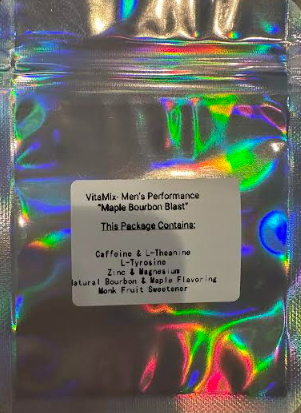 VitaMix- Men's Performance
"Maple Bourbon Blast"
This Package Contains:
Caffeine & L-Theanine
L-Tyrosine
Zinc & Magnesium
atural Bourbon & Maple Flavoring
Monk Fruit Sweetener